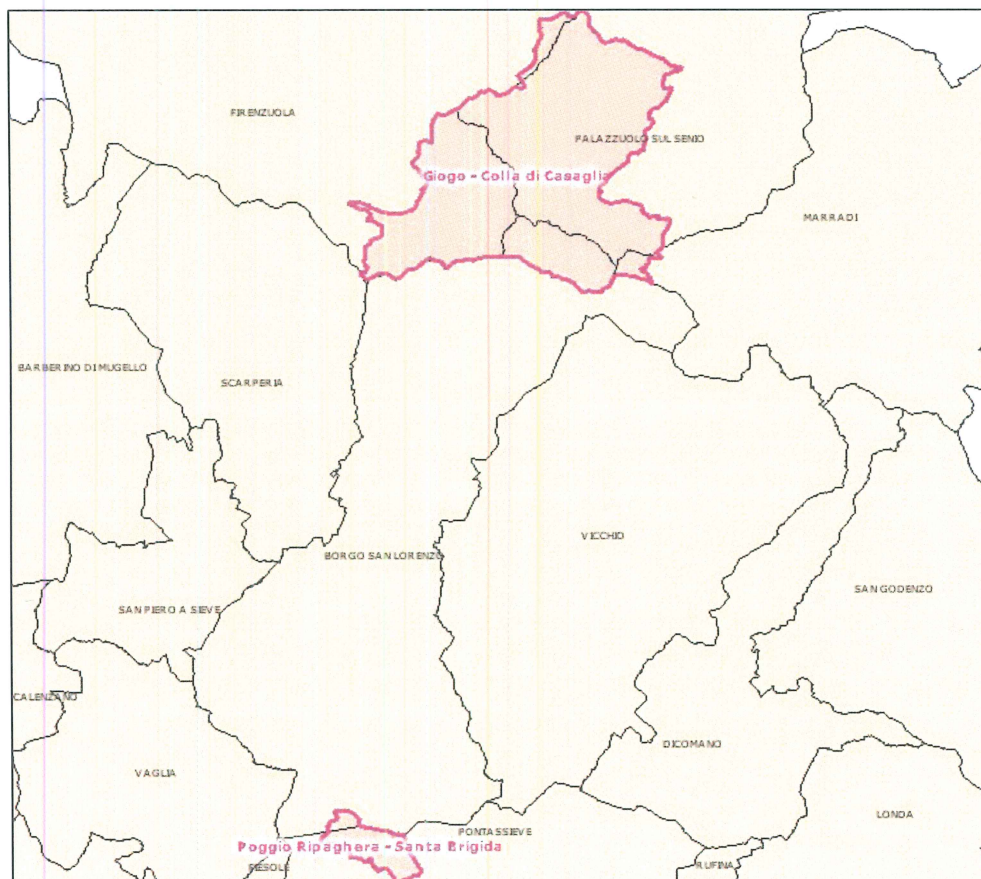 FIRENZUOLA
PALAZZUOLO SUL SENIO
Giogo - Colla di Casaglia
MARRADI
BARBERINO DI MUGELLO
SCARPERIA
VICCHIO
BORGO SAN LORENZO
SAN GODENZO
SAN PIERO A SIEVE
CALENZANO
DICOMANO
VAGLIA
LONDA
PONTASSIEVE
Poggio Ripaghera - Santa Brigida
FIESOLE
RUFINA